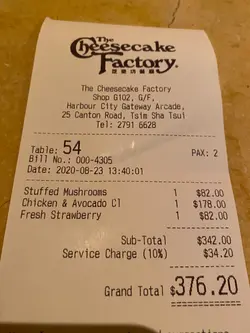 The
Cheesecake
Factory®
The Cheesecake Factory
Shop G102, G/F,
Harbour City Gateway Arcade,
25 Canton Road, Tsim Sha Tsui
Tel: 2791 6628
Table: 54 PAX: 2
Bill No.: 000-4305
Date: 2020-08-23 13:40:01
Stuffed Mushrooms 1 $82.00
Chicken & Avocado Cl 1 $178.00
Fresh Strawberry 1 $82.00
Sub-Total $342.00
Service Charge (10%) $34.20
Grand Total $376.20